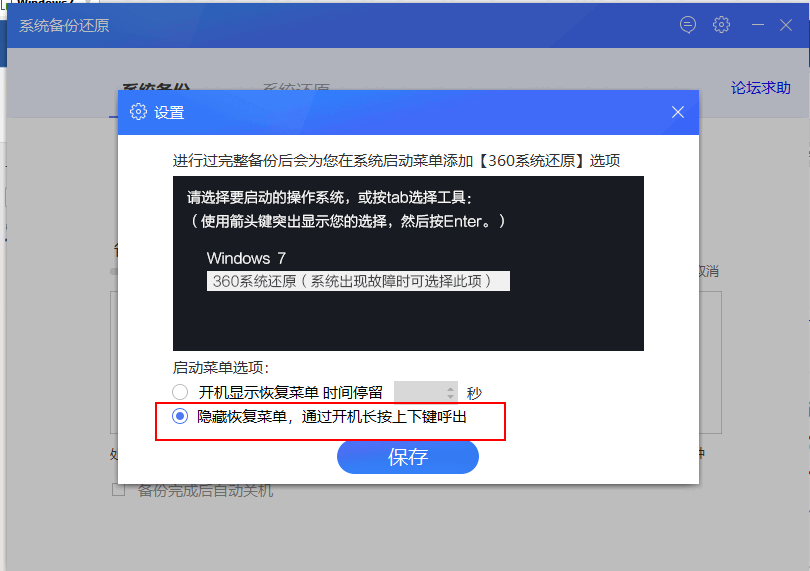 Windows7
系统备份还原
系统备份
系统还原
论坛求助
设置
进行过完整备份后会为您在系统启动菜单添加【360系统还原】选项
请选择要启动的操作系统，或按tab选择工具：
（使用箭头键突出显示您的选择，然后按Enter。）
Windows 7
360系统还原（系统出现故障时可选择此项）
取消
启动菜单选项：
开机显示恢复菜单 时间停留 秒
隐藏恢复菜单，通过开机长按上下键呼出
保存
备份完成后自动关机